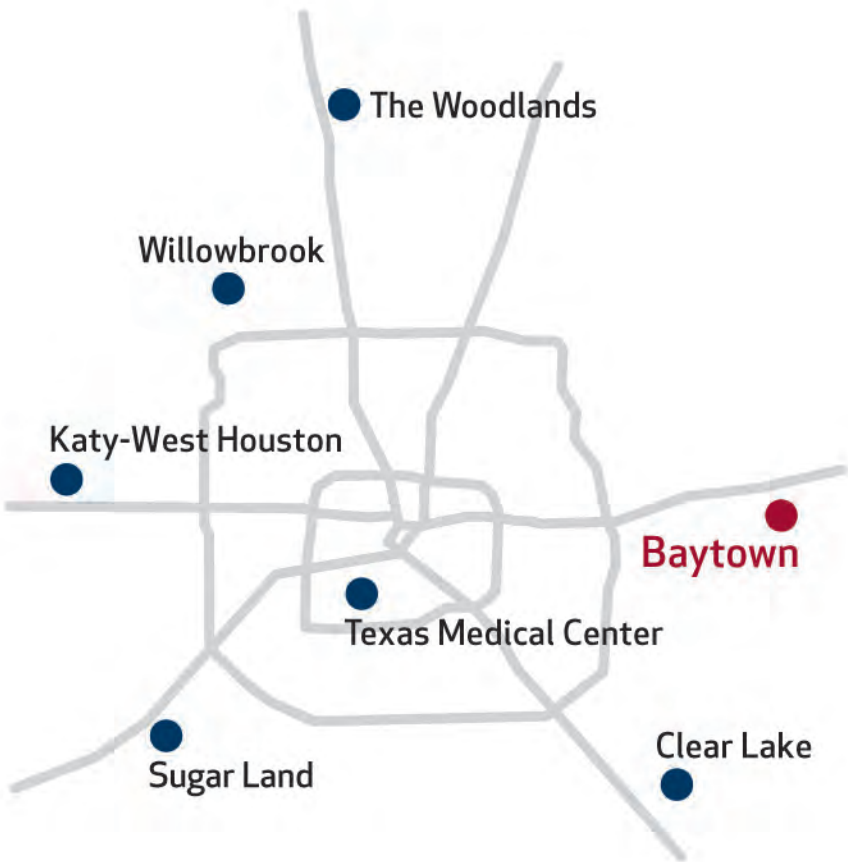 The Woodlands
Willowbrook
Katy-West Houston
Baytown
Texas Medical Center
Clear Lake
Sugar Land